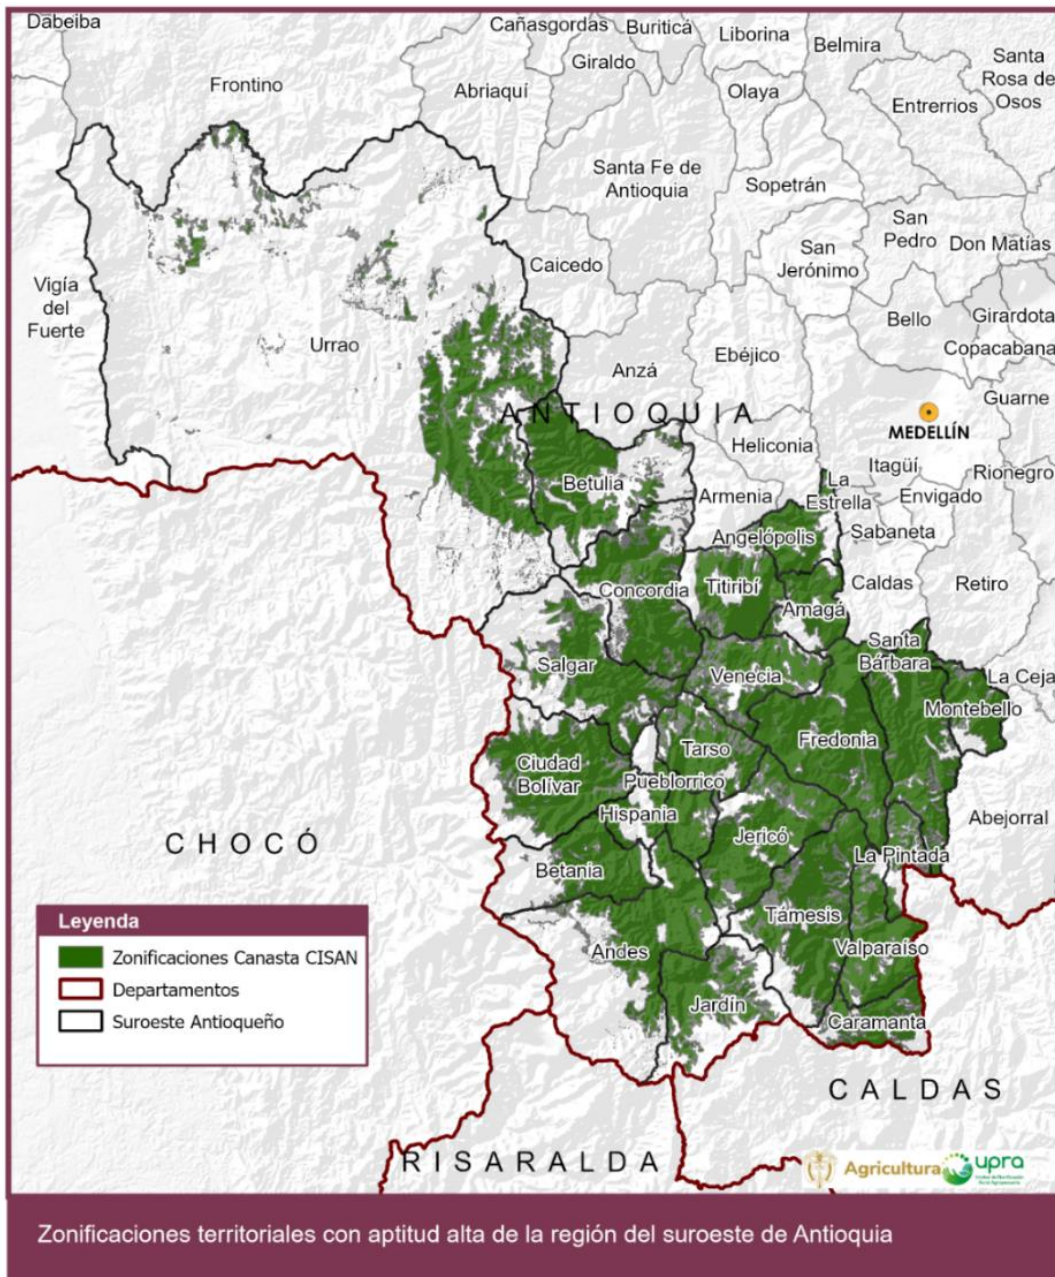 Dabeiba
Cañasgordas
Buriticá
Liborina
Belmira
Santa
Rosa de
Osos
Giraldo
Frontino
Abriaquí
Olaya
Entrerrios
Santa Fe de
Antioquia
Sopetrán
San
Pedro
Don Matías
San
Jerónimo
Caicedo
Vigía
del
Fuerte
Bello
Girardota
Urrao
Copacabana
Ebéjico
Anzá
Guarne
ANTIOQUIA
MEDELLÍN
Heliconia
Itagüí
Rionegro
Betulia
La
Estrella
Armenia
Envigado
Sabaneta
Angelópolis
Titiribí
Caldas
Retiro
Concordia
Amagá
Santa
Bárbara
Salgar
Venecia
La Ceja
Montebello
Fredonia
Tarso
Ciudad
Bolívar
Pueblorrico
Hispania
Abejorral
Jericó
CHOCÓ
La Pintada
Betania
Támesis
Valparaíso
Andes
Jardín
Caramanta
Leyenda
Zonificaciones Canasta CISAN
Departamentos
Suroeste Antioqueño
CALDAS
RISARALDA
Agricultura
upra
Zonificaciones territoriales con aptitud alta de la región del suroeste de Antioquia